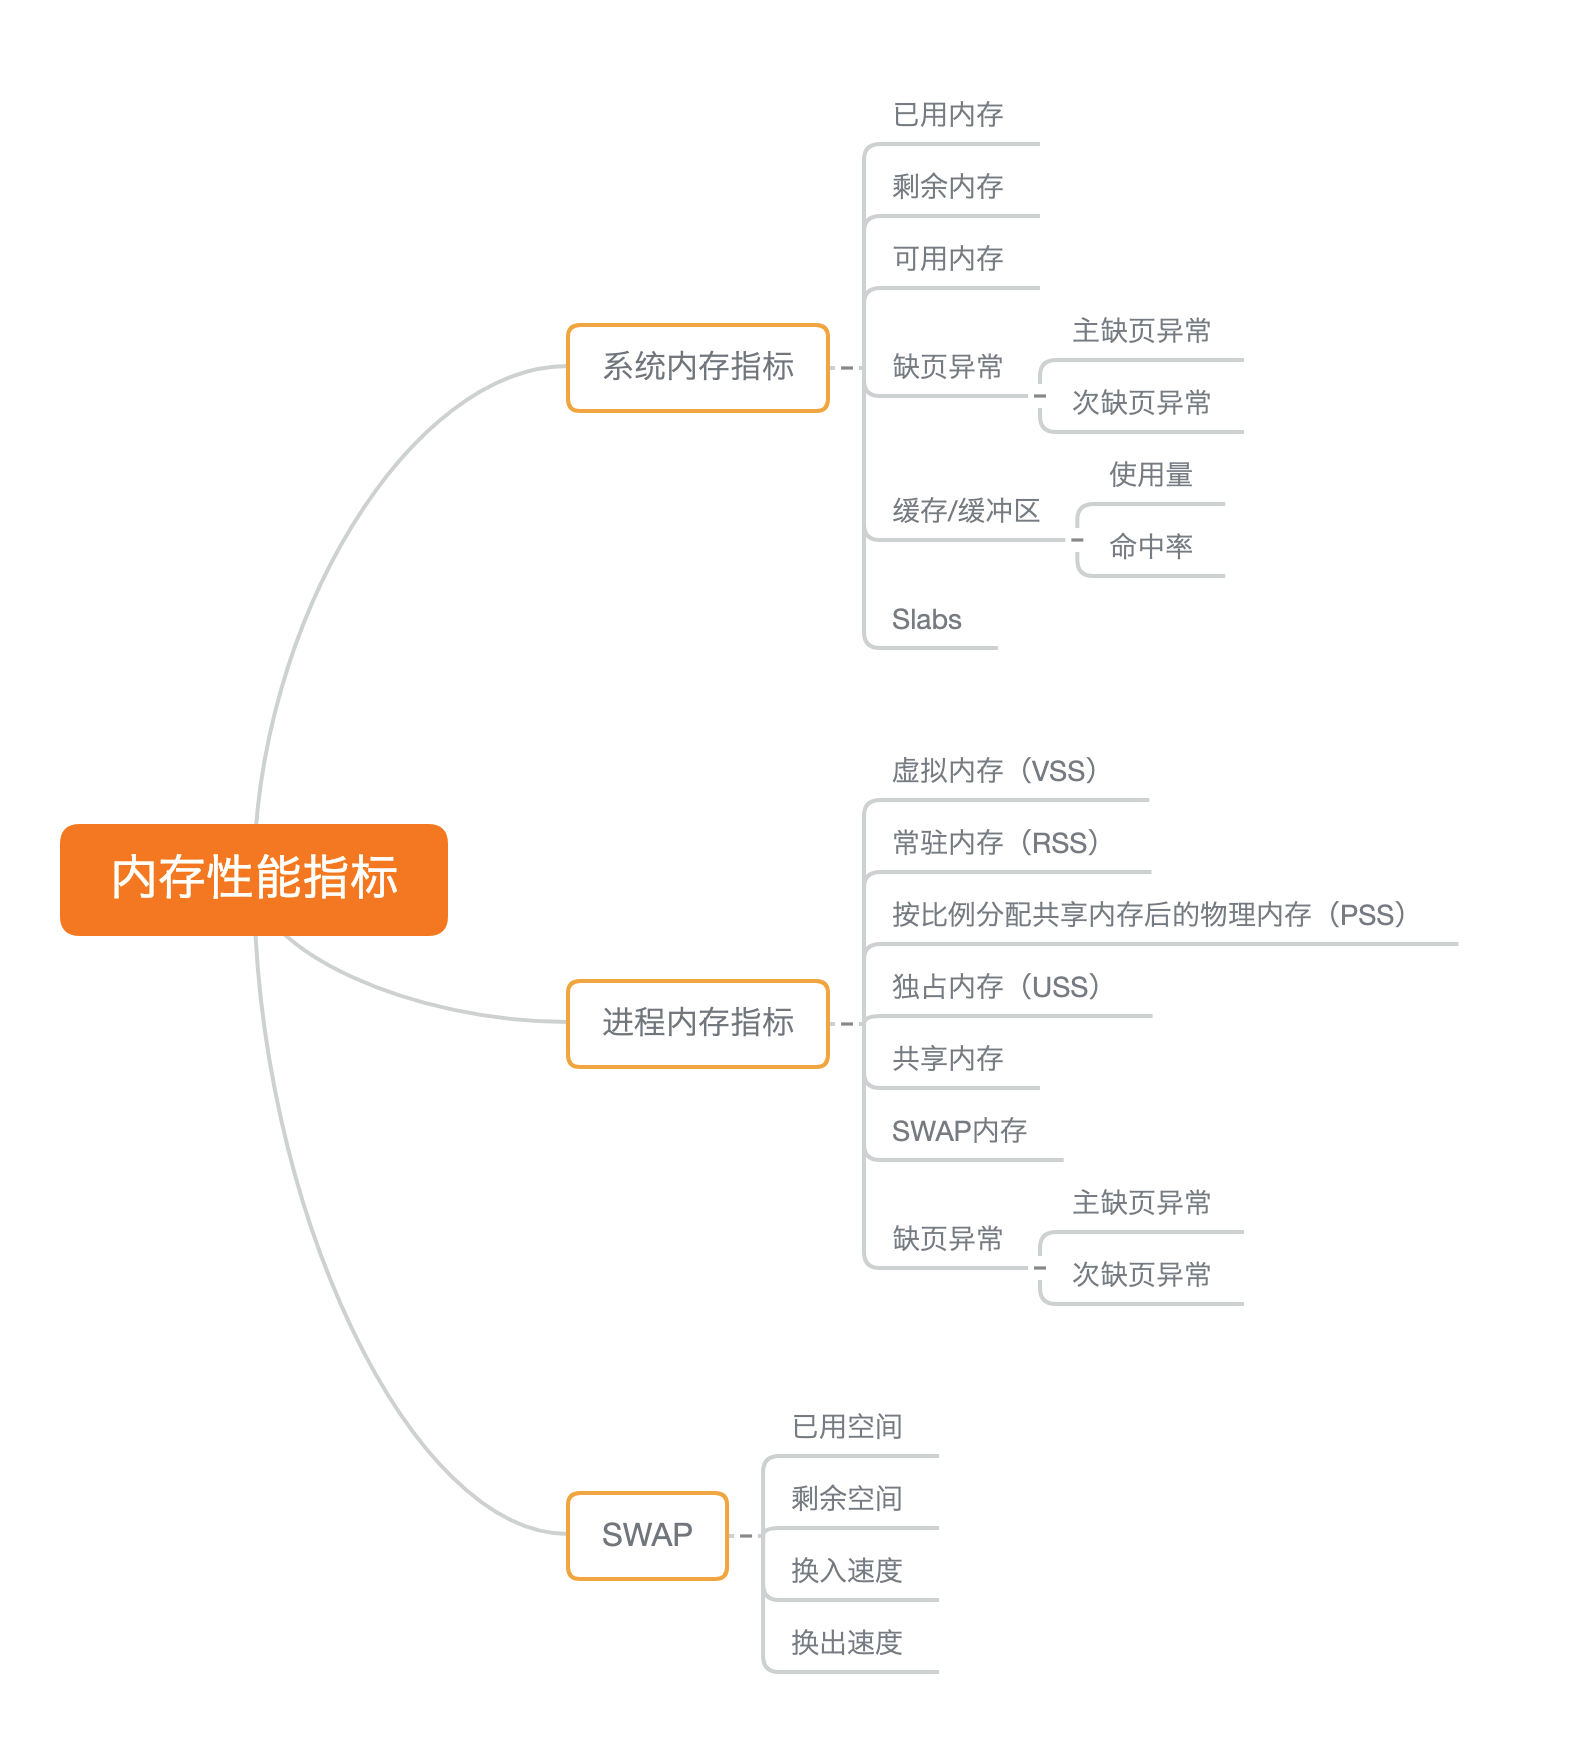 内存性能指标
系统内存指标
已用内存
剩余内存
可用内存
缺页异常
主缺页异常
次缺页异常
缓存/缓冲区
使用量
命中率
Slabs
进程内存指标
虚拟内存（VSS）
常驻内存（RSS）
按比例分配共享内存后的物理内存（PSS）
独占内存（USS）
共享内存
SWAP内存
缺页异常
主缺页异常
次缺页异常
SWAP
已用空间
剩余空间
换入速度
换出速度